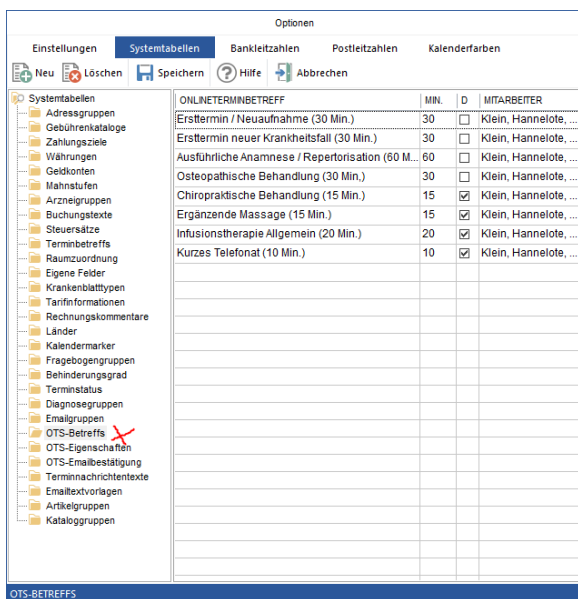 Optionen
Einstellungen Systemtabellen Bankleitzahlen Postleitzahlen Kalenderfarben
Neu Löschen Speichern Hilfe Abbrechen
Systemtabellen
Adressgruppen
Gebührenkataloge
Zahlungsziele
Währungen
Geldkonten
Mahnstufen
Arzneigruppen
Buchungstexte
Steuersätze
Terminbetreffs
Raumzuordnung
Eigene Felder
Krankenblatttypen
Tarifinformationen
Rechnungskommentare
Länder
Kalendermarker
Fragebogengruppen
Behinderungsgrad
Terminstatus
Diagnosegruppen
Emailgruppen
OTS-Betreffs
OTS-Eigenschaften
OTS-Emailbestätigung
Terminnachrichtentexte
Emailtextvorlagen
Artikelgruppen
Kataloggruppen
ONLINETERMINBETREFF MIN. D MITARBEITER
Ersttermin / Neuaufnahme (30 Min.) 30 Klein, Hannelote, ...
Ersttermin neuer Krankheitsfall (30 Min.) 30 Klein, Hannelote, ...
Ausführliche Anamnese / Repertorisation (60 M... 60 Klein, Hannelote, ...
Osteopathische Behandlung (30 Min,) 30 Klein, Hannelote, ...
Chiropraktische Behandlung (15 Min.) 15 Klein, Hannelote, ...
Ergänzende Massage (15 Min.) 15 Klein, Hannelote, ...
Infusionstherapie Allgemein (20 Min.) 20 Klein, Hannelote, ...
Kurzes Telefonat (10 Min.) 10 Klein, Hannelote, ...
OTS-BETREFFS